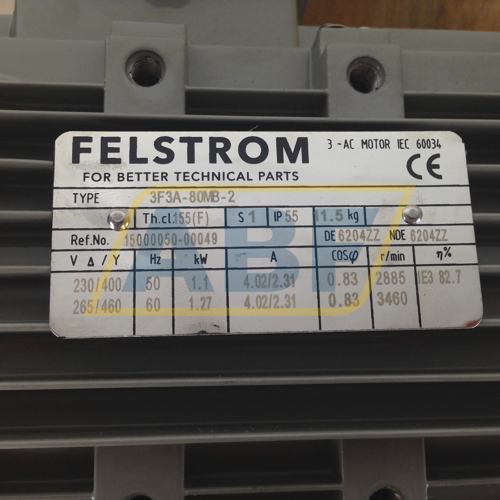 FELSTROM
3 ~AC MOTOR IEC 60034
FOR BETTER TECHNICAL PARTS
CE
TYPE 3F3A-80MB-2
Th.cl.155(F) S1 IP 55 11.5 kg
Ref.No. 15000050-00049 DE 6204ZZ NDE 6204ZZ
V Δ/Y Hz kW A COSφ r/min η%
230/400 50 1.1 4.02/2.31 0.83 2885 IE3 82.7
265/460 60 1.27 4.02/2.31 0.83 3460
ABF